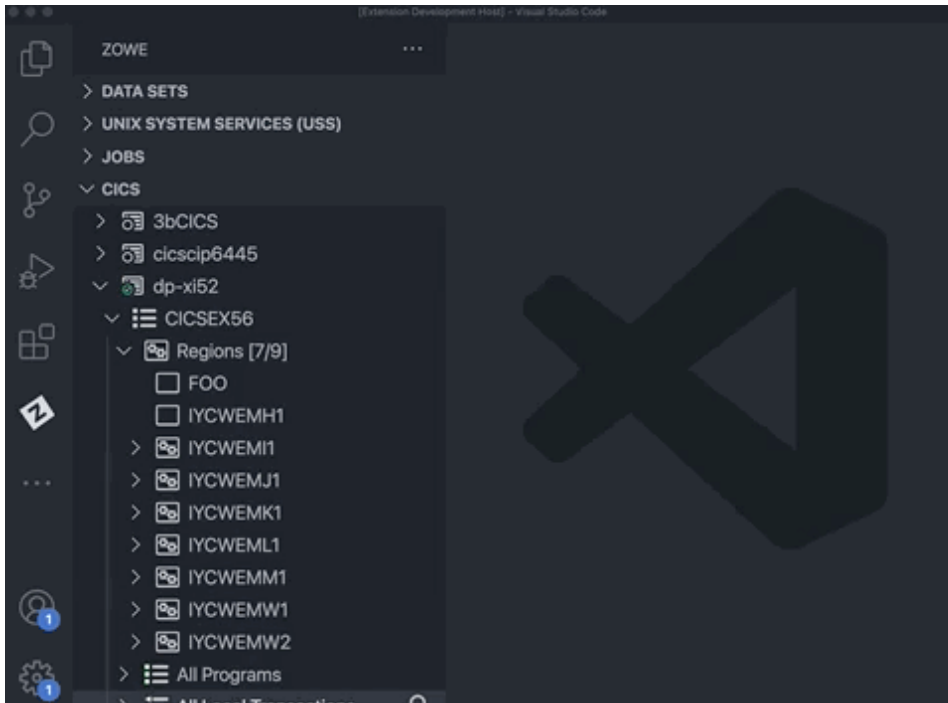 [Extension Development Host] - Visual Studio Code
ZOWE
DATA SETS
UNIX SYSTEM SERVICES (USS)
JOBS
CICS
3bCICS
cicscip6445
dp-xi52
CICSEX56
Regions [7/9]
FOO
IYCWEMH1
IYCWEMI1
IYCWEMJ1
IYCWEMK1
IYCWEML1
IYCWEMM1
1
IYCWEMW1
IYCWEMW2
All Programs
1